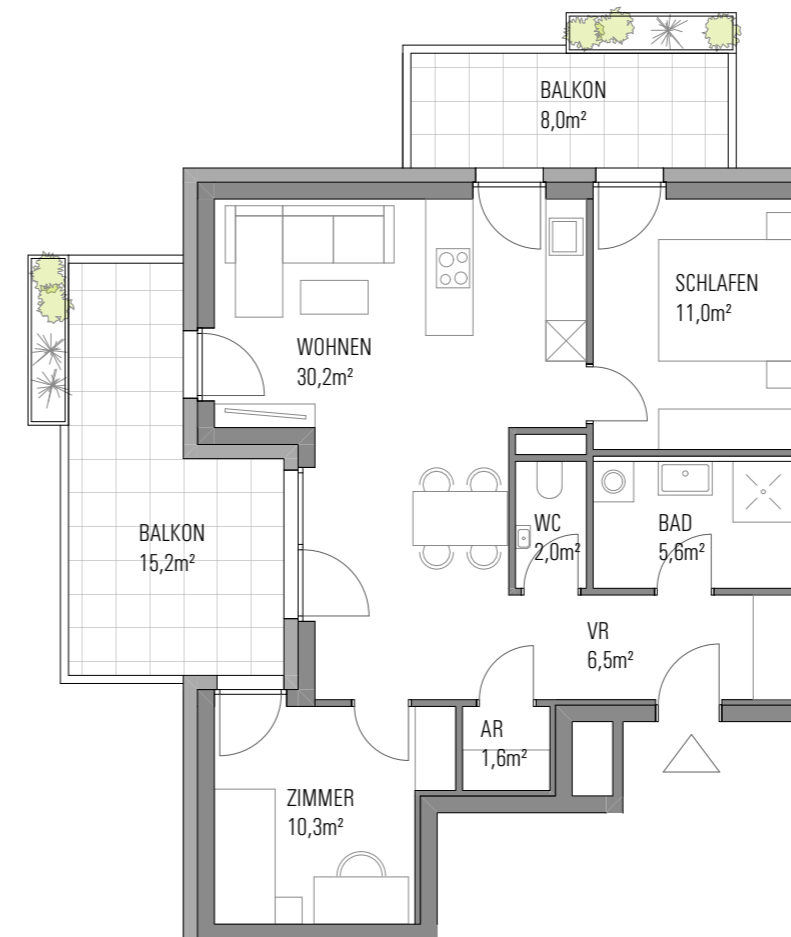 BALKON
8,0m²
SCHLAFEN
11,0m²
WOHNEN
30,2m²
BALKON
15,2m²
WC
2,0m²
BAD
5,6m²
VR
6,5m²
AR
1,6m²
ZIMMER
10,3m²